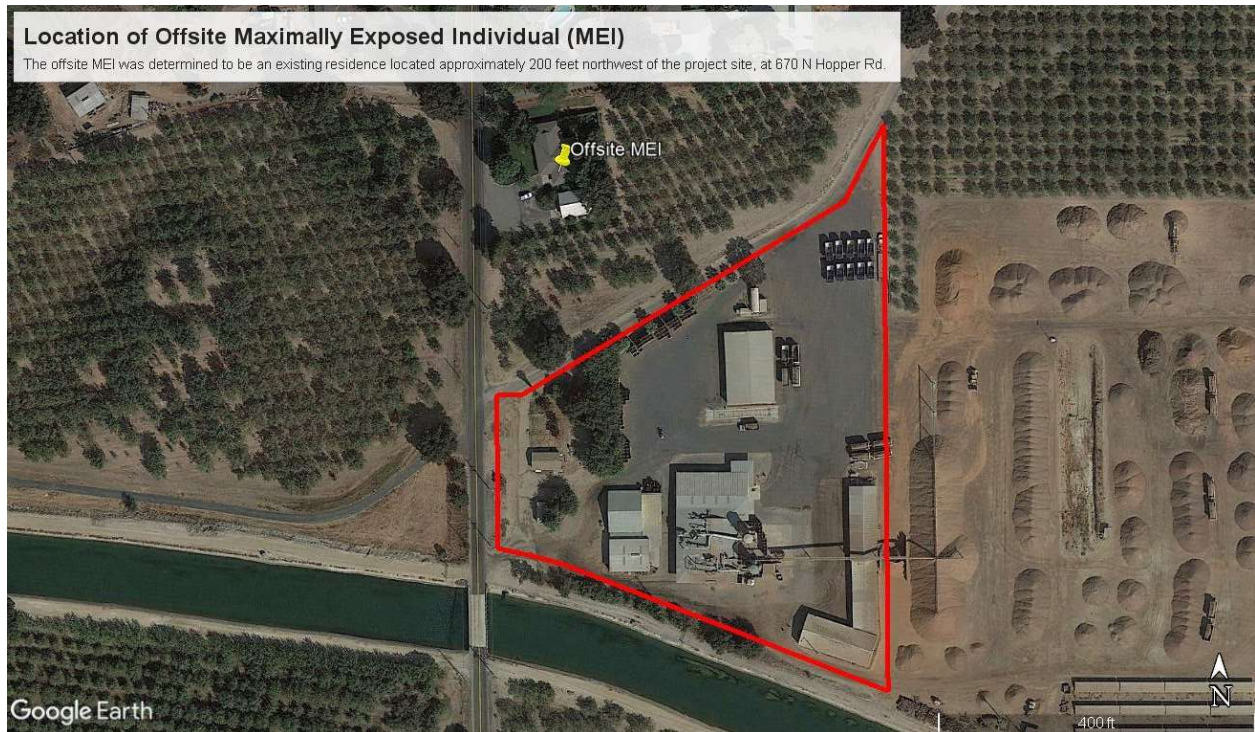 Location of Offsite Maximally Exposed Individual (MEI)
The offsite MEI was determined to be an existing residence located approximately 200 feet northwest of the project site, at 670 N Hopper Rd.
Offsite MEI
N
Google Earth
400 ft